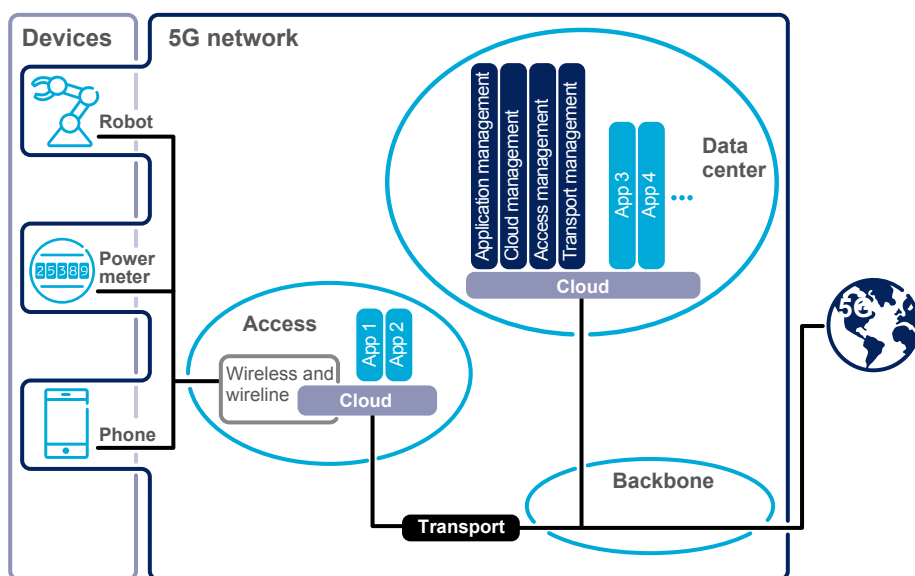 Devices
5G network
Robot
25389
Power
meter
Phone
Access
Wireless and
wireline
App 1
App 2
Cloud
Application management
Cloud management
Access management
Transport management
App 3
App 4
...
Data
center
Cloud
Transport
Backbone
5G